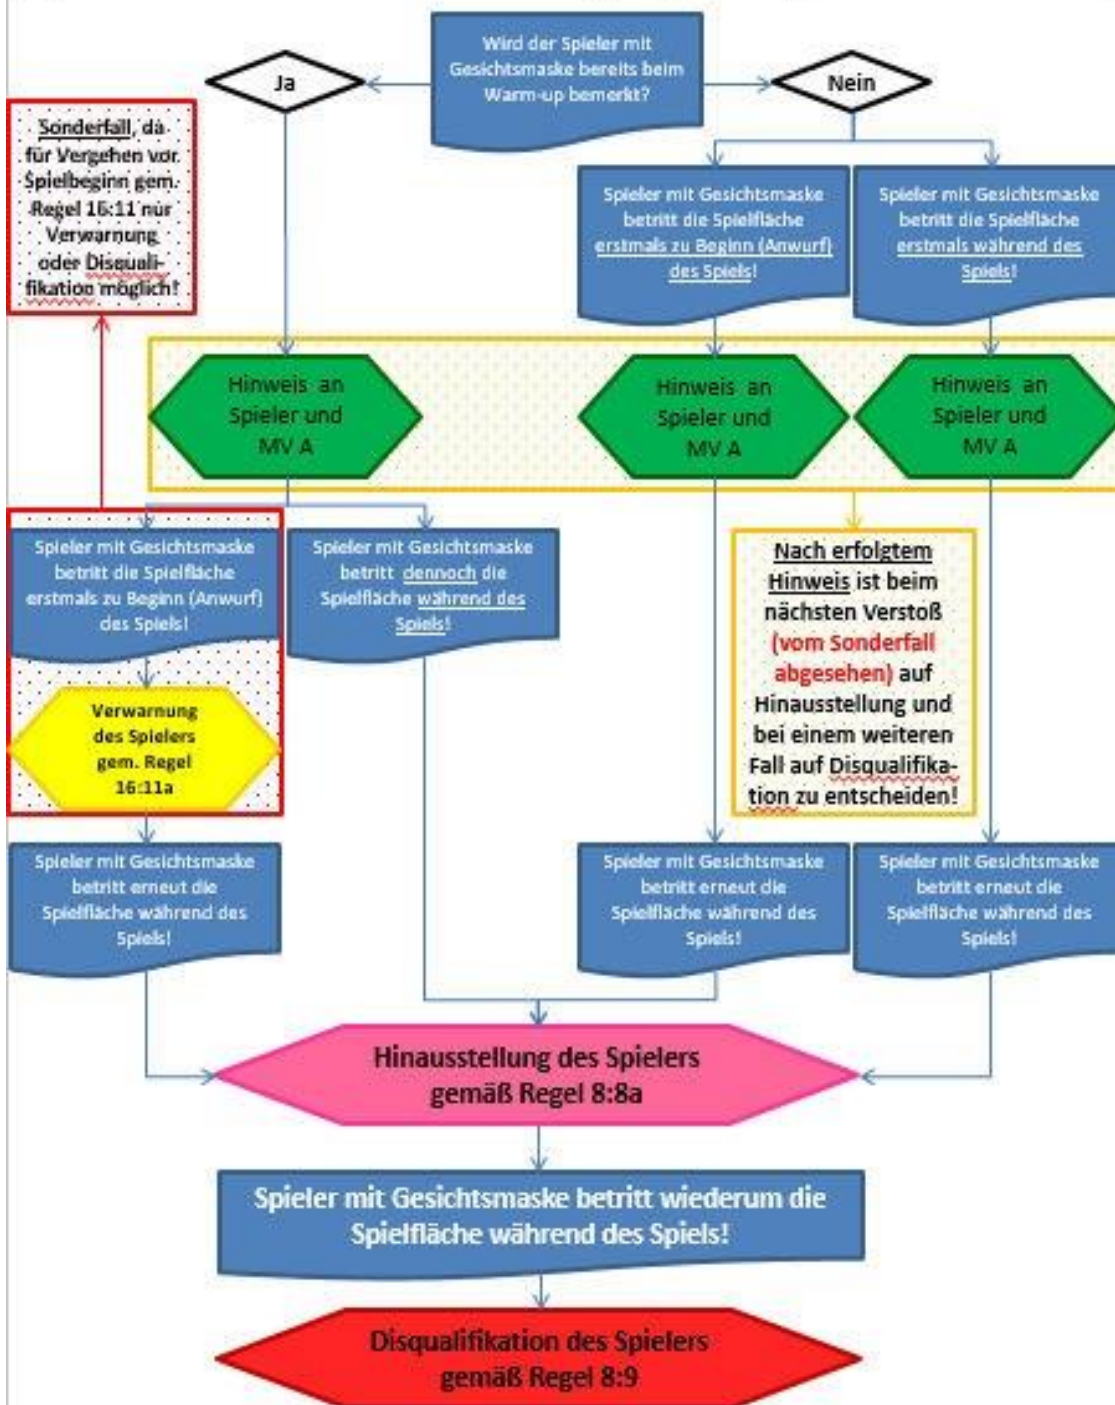 Wird der Spieler mit
Gesichtsmaske bereits beim
Warm-up bemerkt?
Ja
Nein
Sonderfall, da
für Vergehen vor
Spielbeginn gem.
Regel 16:11 nur
Verwarnung
oder Disquali-
fikation möglich!
Spieler mit Gesichtsmaske
betritt die Spielfläche
erstmals zu Beginn (Anwurf)
des Spiels!
Spieler mit Gesichtsmaske
betritt die Spielfläche
erstmals während des
Spiels!
Hinweis an
Spieler und
MV A
Hinweis an
Spieler und
MV A
Hinweis an
Spieler und
MV A
Spieler mit Gesichtsmaske
betritt die Spielfläche
erstmals zu Beginn (Anwurf)
des Spiels!
Spieler mit Gesichtsmaske
betritt dennoch die
Spielfläche während des
Spiels!
Nach erfolgtem
Hinweis ist beim
nächsten Verstoß
(vom Sonderfall
abgesehen) auf
Hinausstellung und
bei einem weiteren
Fall auf Disqualifika-
tion zu entscheiden!
Verwarnung
des Spielers
gem. Regel
16:11a
Spieler mit Gesichtsmaske
betritt erneut die
Spielfläche während des
Spiels!
Spieler mit Gesichtsmaske
betritt erneut die
Spielfläche während des
Spiels!
Spieler mit Gesichtsmaske
betritt erneut die
Spielfläche während des
Spiels!
Hinausstellung des Spielers
gemäß Regel 8:8a
Spieler mit Gesichtsmaske betritt wiederum die
Spielfläche während des Spiels!
Disqualifikation des Spielers
gemäß Regel 8:9